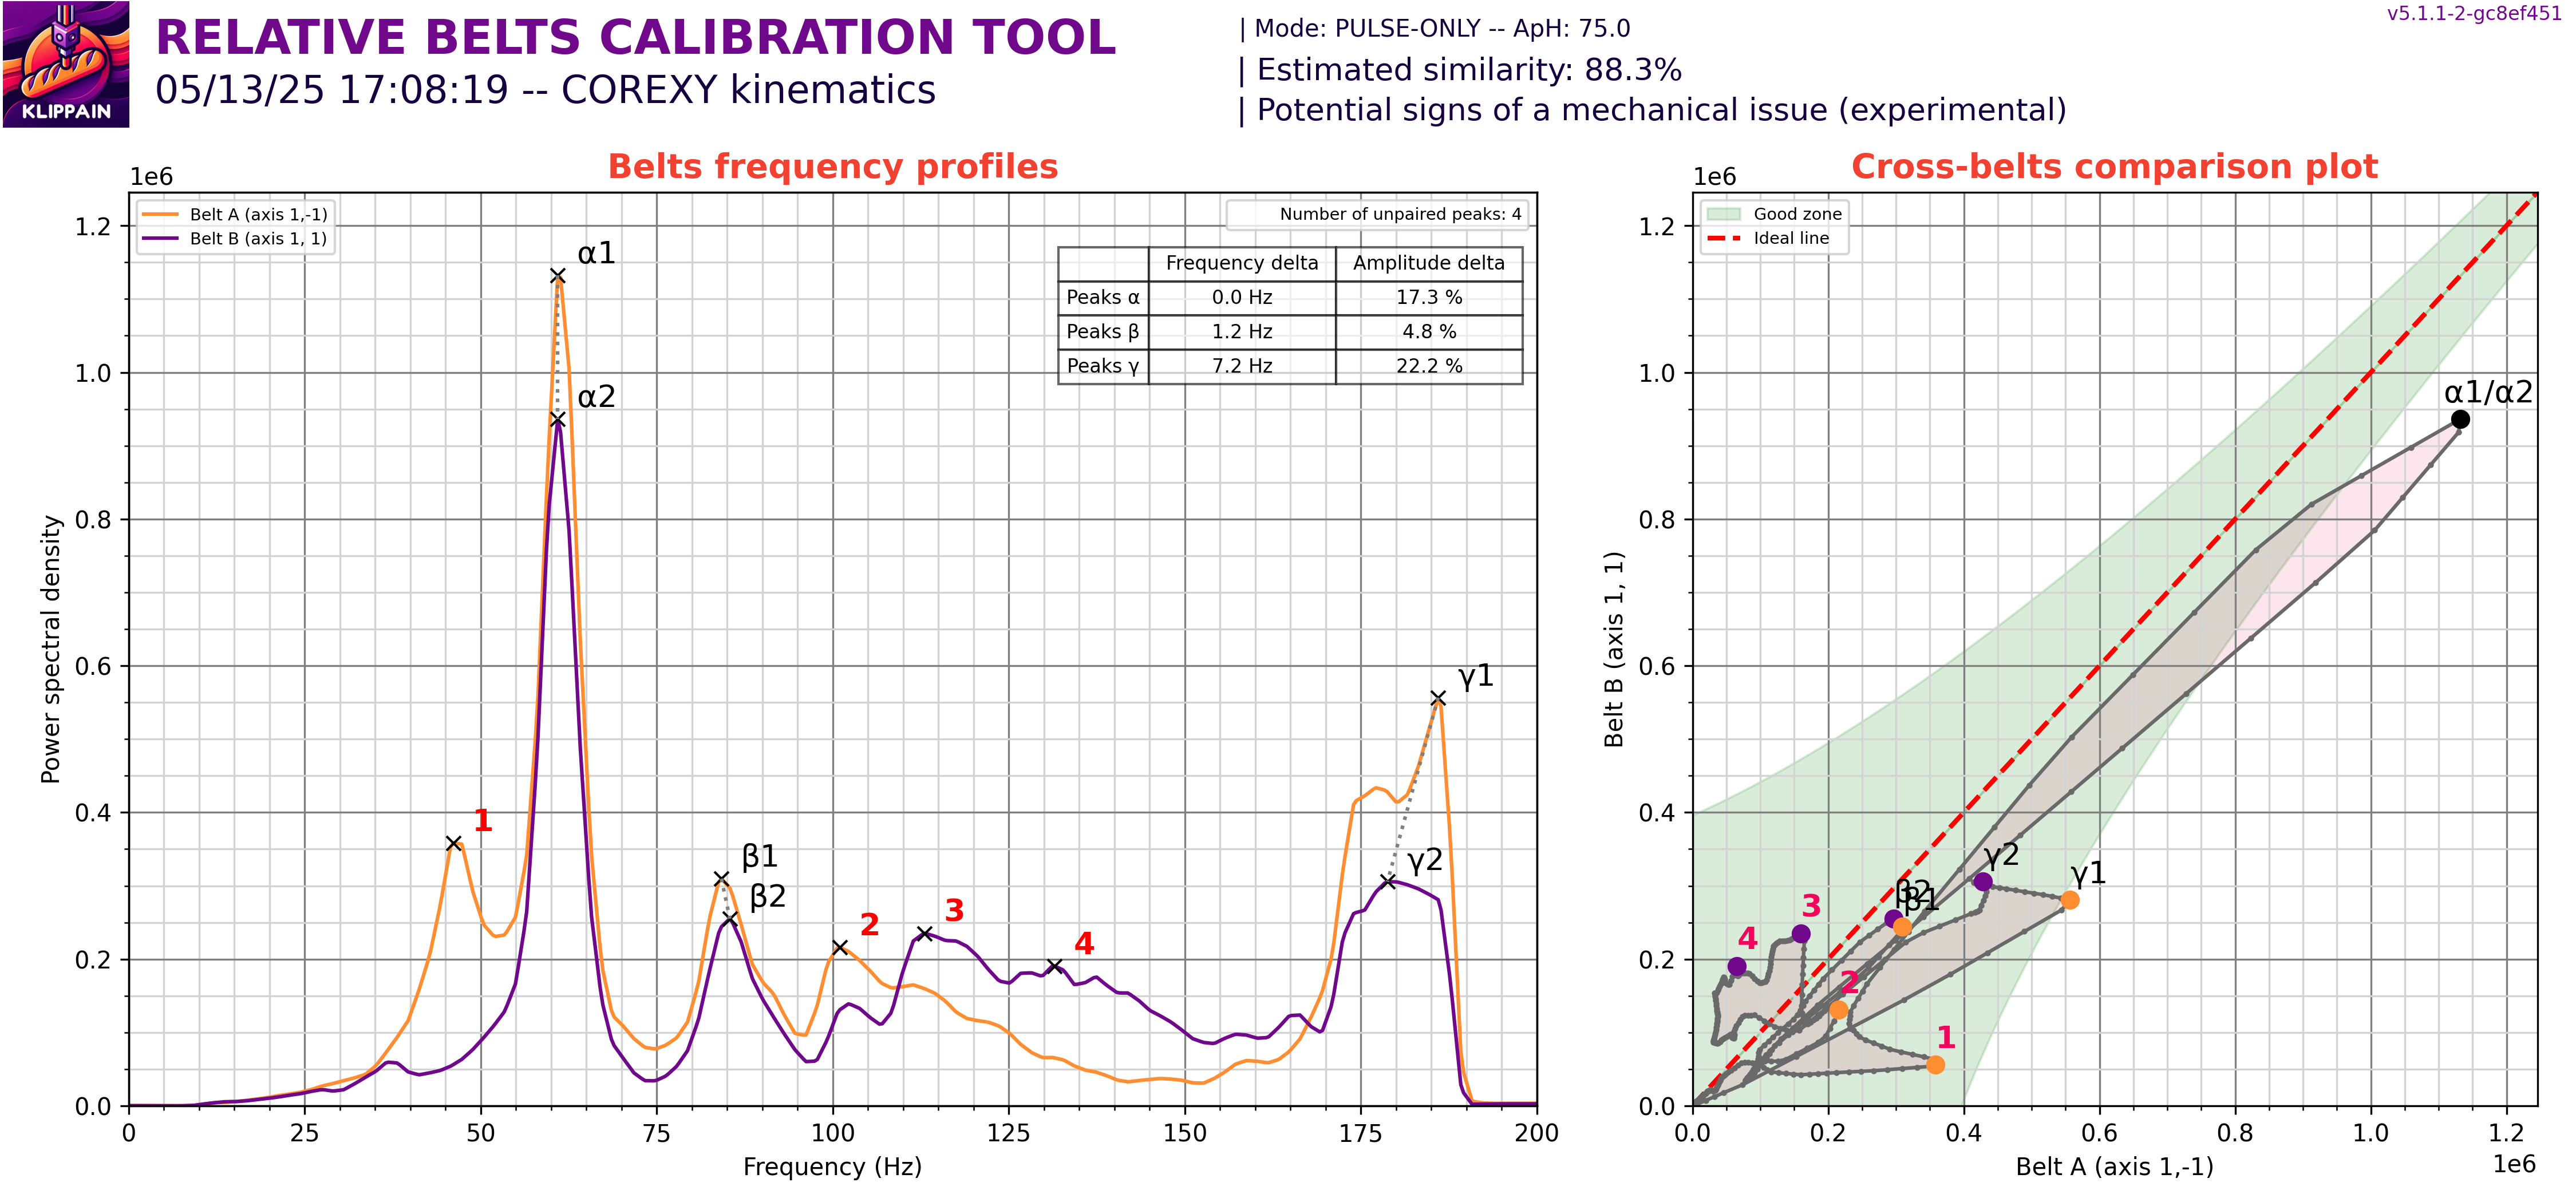 KLIPPAIN
RELATIVE BELTS CALIBRATION TOOL
05/13/25 17:08:19 -- COREXY kinematics
| Mode: PULSE-ONLY -- ApH: 75.0
| Estimated similarity: 88.3%
| Potential signs of a mechanical issue (experimental)
v5.1.1-2-gc8ef451
Belts frequency profiles
1e6
Belt A (axis 1,-1)
Belt B (axis 1, 1)
Number of unpaired peaks: 4
Frequency delta Amplitude delta
Peaks α 0.0 Hz 17.3 %
Peaks β 1.2 Hz 4.8 %
Peaks γ 7.2 Hz 22.2 %
α1
α2
γ1
1
β1
β2
γ2
2
3
4
Power spectral density
1.2
1.0
0.8
0.6
0.4
0.2
0.0
0 25 50 75 100 125 150 175 200
Frequency (Hz)
Cross-belts comparison plot
1e6
Good zone
Ideal line
α1/α2
γ2
γ1
β2
β1
3
4
2
1
Belt B (axis 1, 1)
1.2
1.0
0.8
0.6
0.4
0.2
0.0
0.0 0.2 0.4 0.6 0.8 1.0 1.2
Belt A (axis 1,-1)
1e6